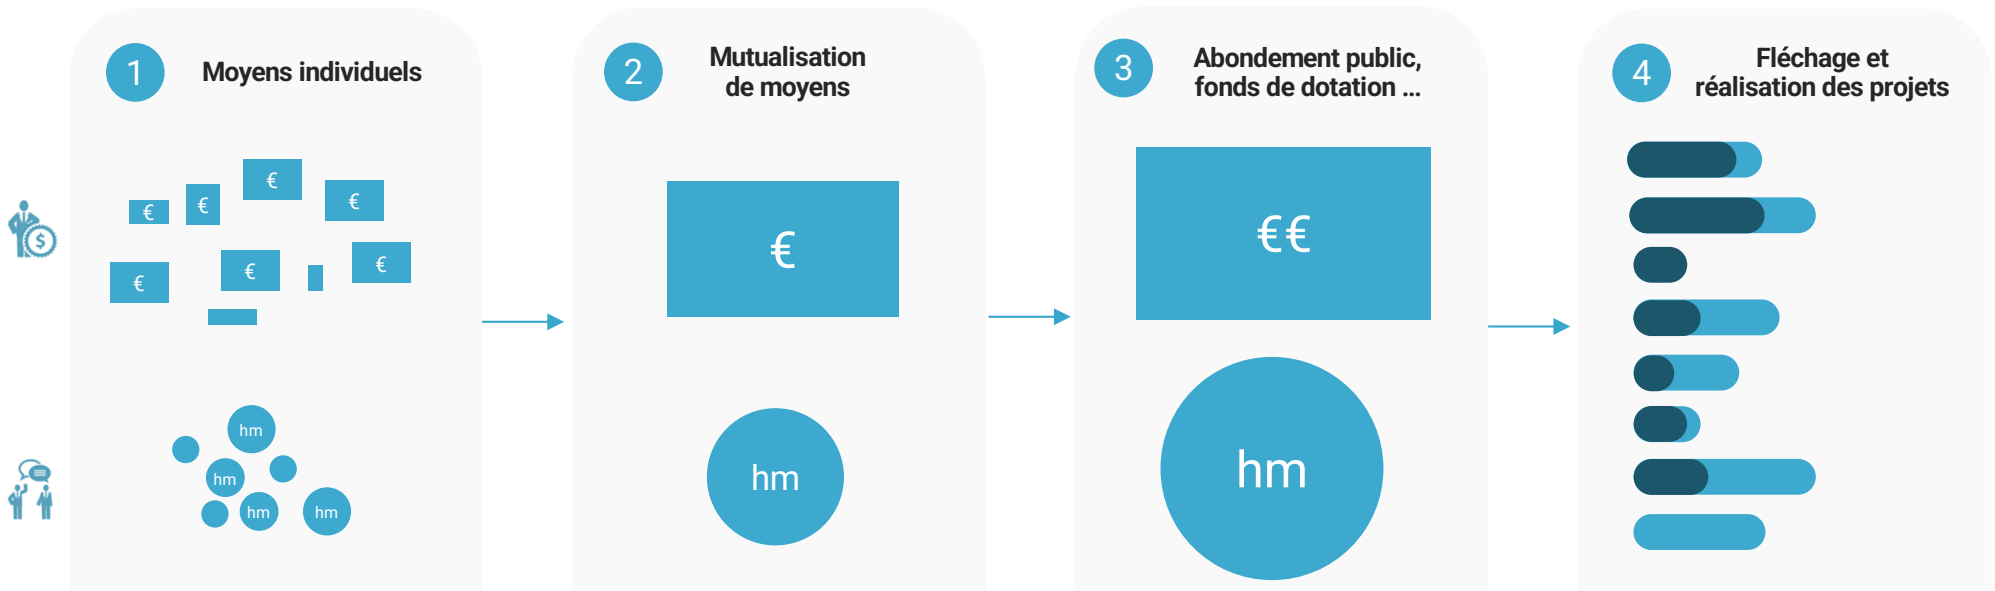 1
Moyens individuels
2
Mutualisation
de moyens
3
Abondement public,
fonds de dotation ...
4
Fléchage et
réalisation des projets
€
€
€
€
€
€
€
€
€€
$
hm
hm
hm
hm
hm
hm